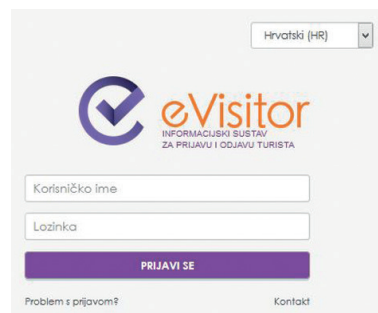 Hrvatski (HR)
eVisitor
INFORMACIJSKI SUSTAV
ZA PRIJAVU I ODJAVU TURISTA
Korisničko ime
Lozinka
PRIJAVI SE
Problem s prijavom? Kontakt